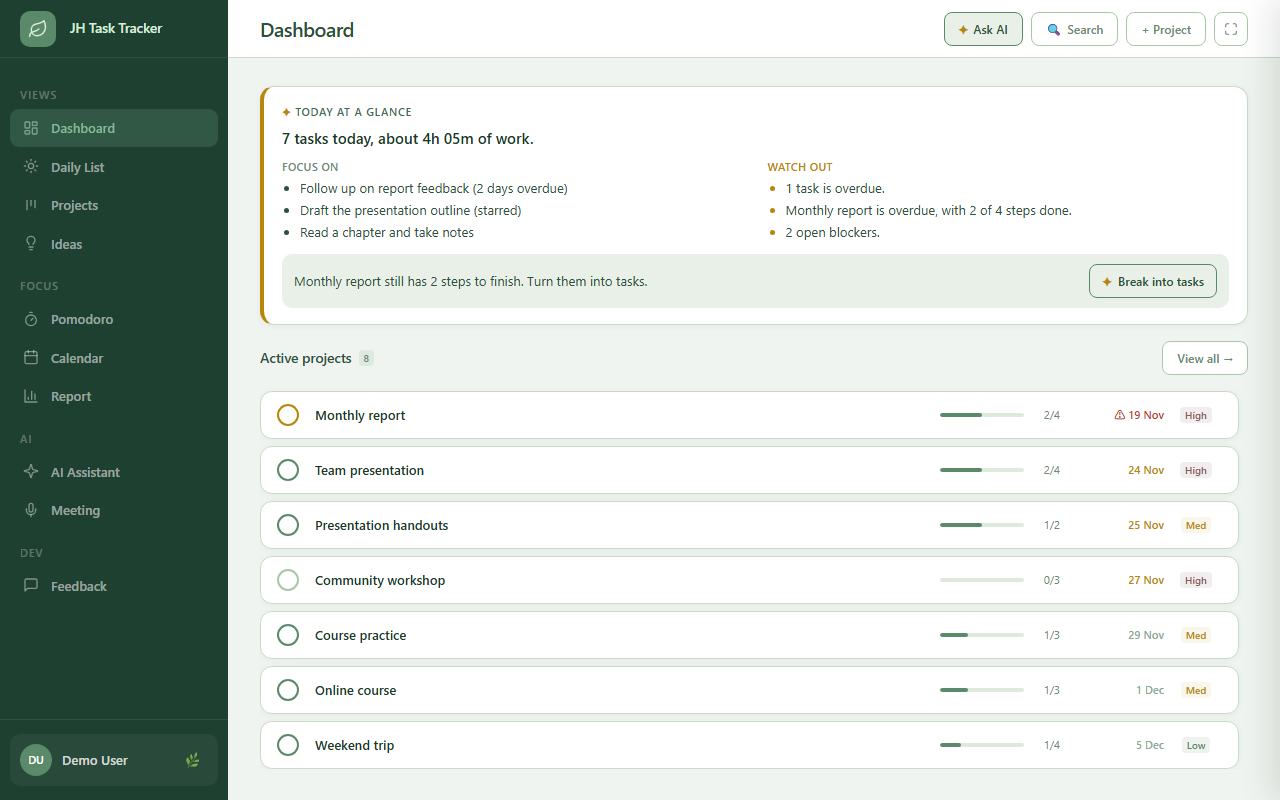 JH Task Tracker
VIEWS
Dashboard
Daily List
Projects
Ideas
FOCUS
Pomodoro
Calendar
Report
AI
AI Assistant
Meeting
DEV
Feedback
DU Demo User
Dashboard
✦ Ask AI
Search
+ Project
✦ TODAY AT A GLANCE
7 tasks today, about 4h 05m of work.
FOCUS ON
• Follow up on report feedback (2 days overdue)
• Draft the presentation outline (starred)
• Read a chapter and take notes
WATCH OUT
• 1 task is overdue.
• Monthly report is overdue, with 2 of 4 steps done.
• 2 open blockers.
Monthly report still has 2 steps to finish. Turn them into tasks.
✦ Break into tasks
Active projects 8
View all →
Monthly report 2/4 ⚠ 19 Nov High
Team presentation 2/4 24 Nov High
Presentation handouts 1/2 25 Nov Med
Community workshop 0/3 27 Nov High
Course practice 1/3 29 Nov Med
Online course 1/3 1 Dec Med
Weekend trip 1/4 5 Dec Low